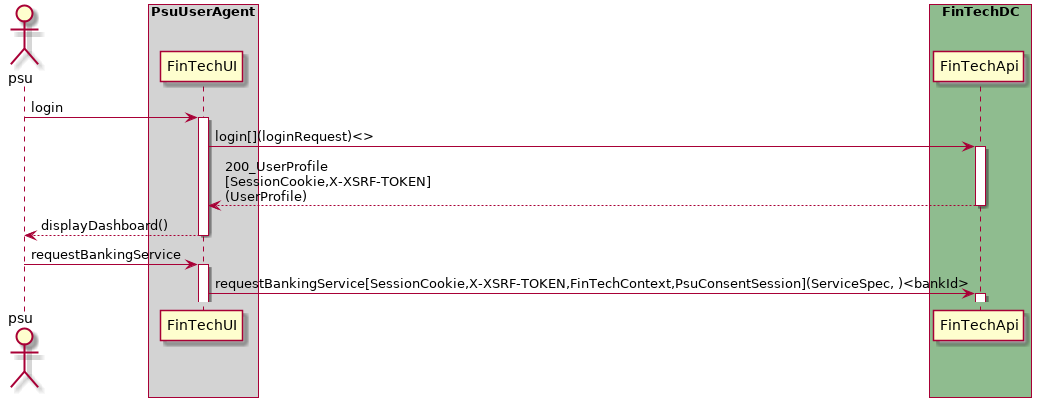 PsuUserAgent
FinTechDC
psu
FinTechUI
FinTechApi
login
login[](loginRequest)<>
200_UserProfile
[SessionCookie,X-XSRF-TOKEN]
(UserProfile)
displayDashboard()
requestBankingService
requestBankingService[SessionCookie,X-XSRF-TOKEN,FinTechContext,PsuConsentSession](ServiceSpec, )<bankId>
psu
FinTechUI
FinTechApi